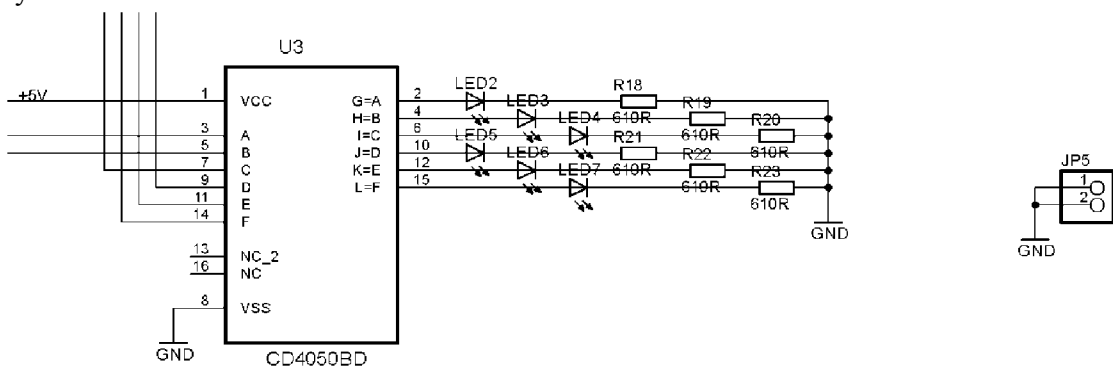 U3
+5V
1 VCC G=A 2 LED2 R18
H=B 4 LED3 610R R19
3 A I=C 6 LED4 610R R20
5 B J=D 10 LED5 R21 610R
7 C K=E 12 LED6 610R R22
9 D L=F 15 LED7 610R R23
11 E 610R
14 F
13 NC_2
16 NC
8 VSS
GND
CD4050BD
GND
JP5
1
2
GND